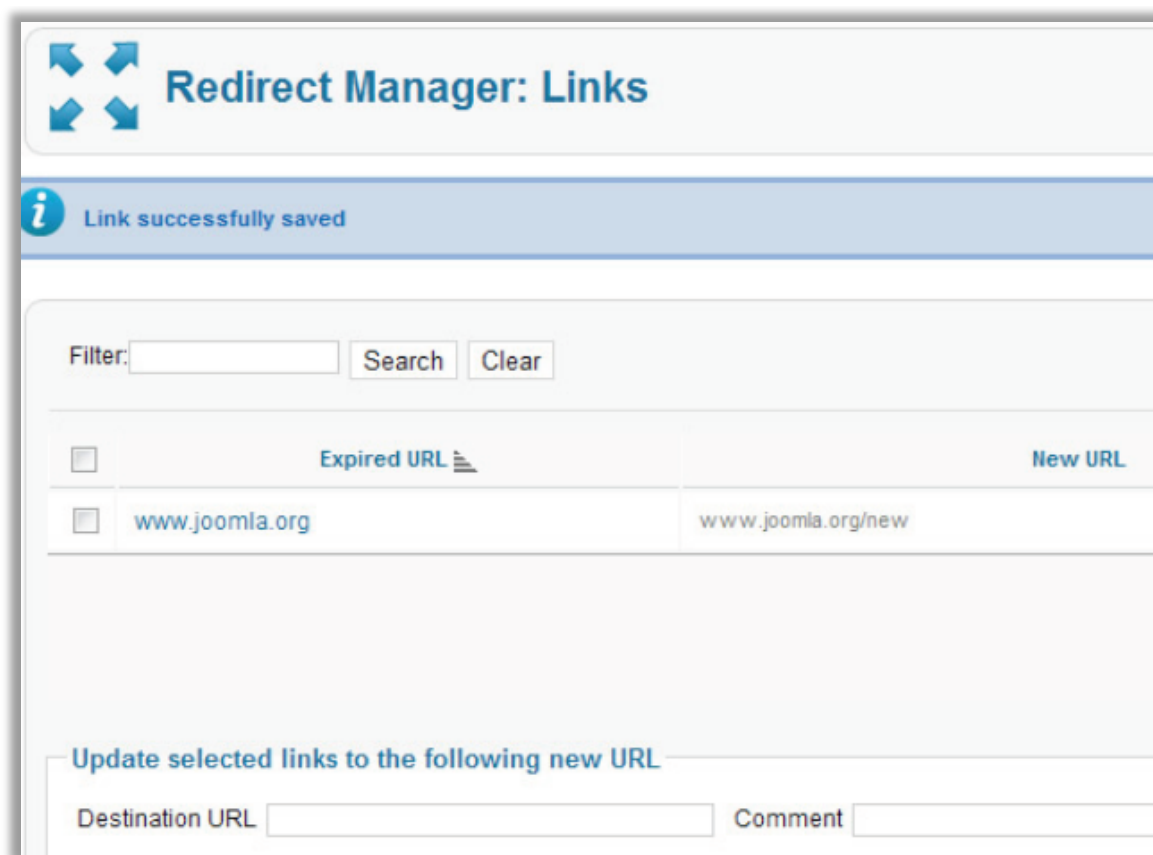 Redirect Manager: Links
i Link successfully saved
Filter: Search Clear
Expired URL New URL
www.joomla.org www.joomla.org/new
Update selected links to the following new URL
Destination URL Comment